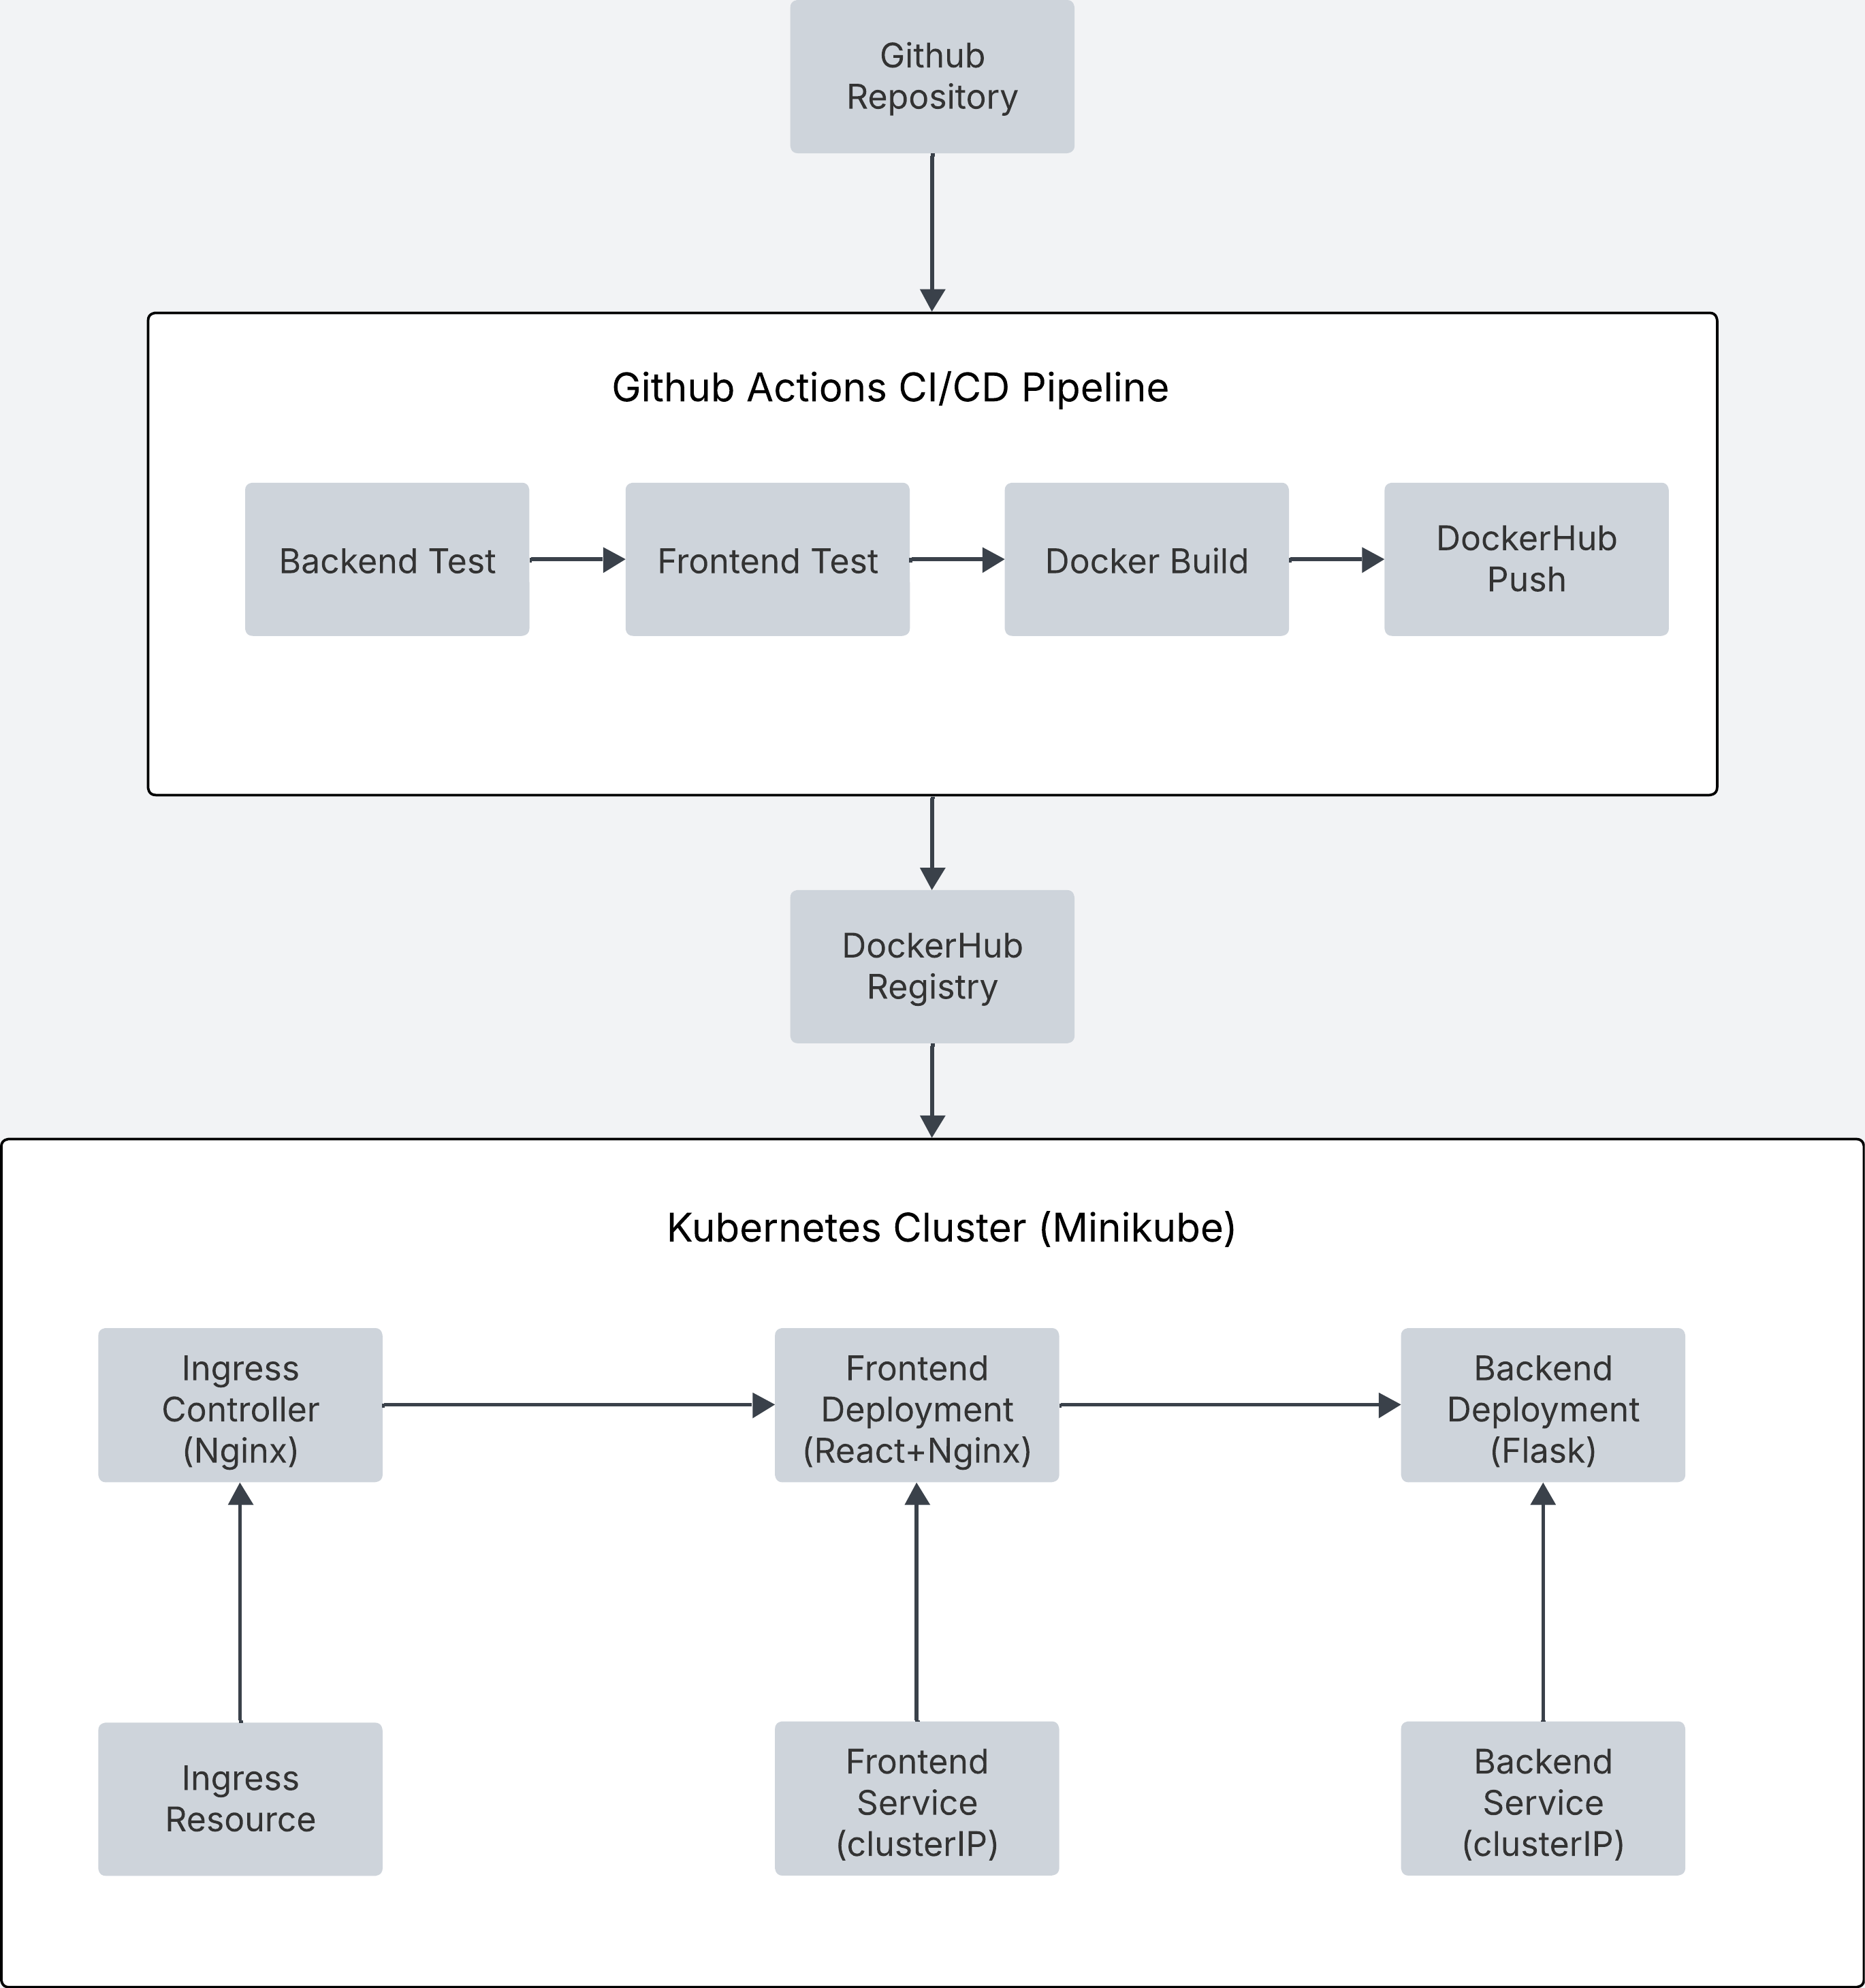 Github
Repository
Github Actions CI/CD Pipeline
Backend Test
Frontend Test
Docker Build
DockerHub
Push
DockerHub
Registry
Kubernetes Cluster (Minikube)
Ingress
Controller
(Nginx)
Frontend
Deployment
(React+Nginx)
Backend
Deployment
(Flask)
Ingress
Resource
Frontend
Service
(clusterIP)
Backend
Service
(clusterIP)